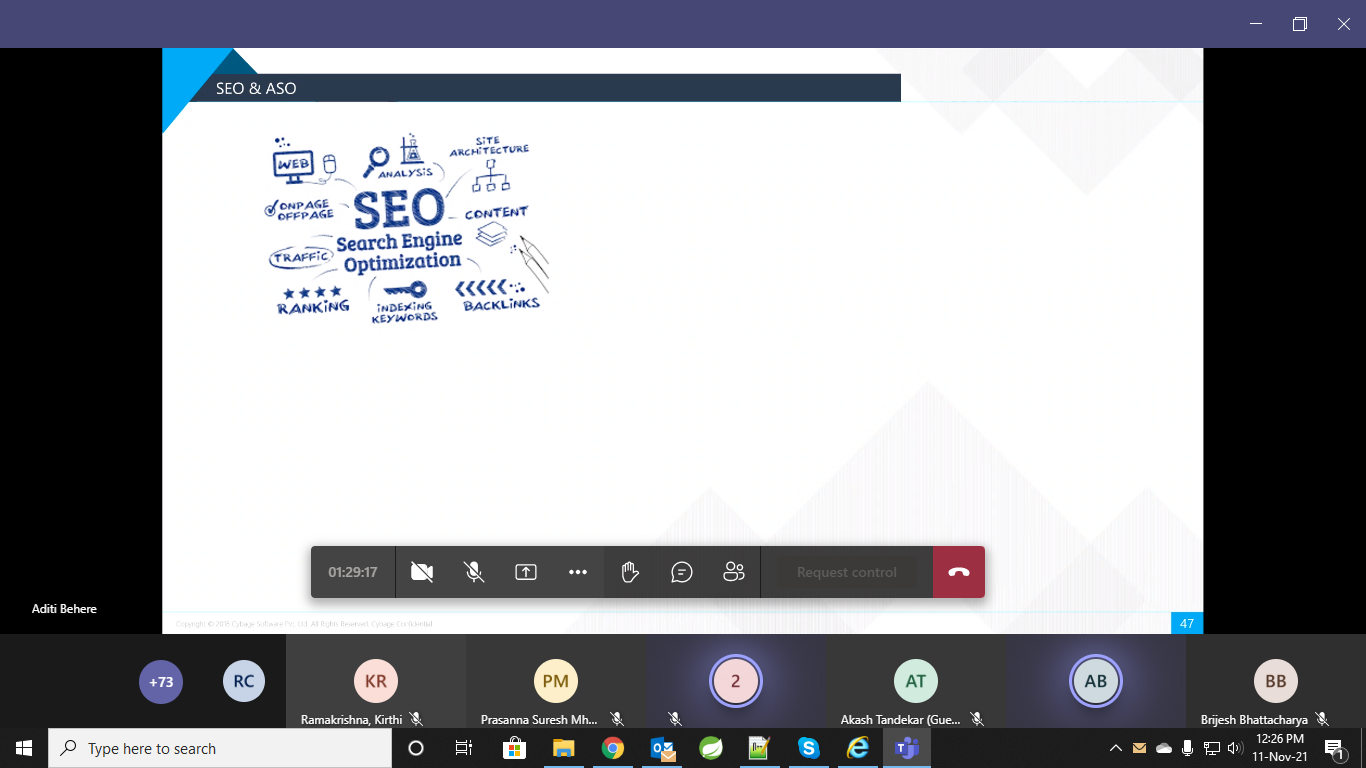 SEO & ASO
WEB
ANALYSIS
SITE
ARCHITECTURE
ONPAGE
OFFPAGE
SEO
CONTENT
Search Engine
Optimization
TRAFFIC
RANKING
INDEXING
KEYWORDS
BACKLINKS
01:29:17
Request control
Aditi Behere
Copyright © 2016 Cybage Software Pvt. Ltd. All Rights Reserved. Cybage Confidential
47
+73
RC
KR
PM
2
AT
AB
BB
Ramakrishna, Kirthi
Prasanna Suresh Mh...
Akash Tandekar (Gue...
Brijesh Bhattacharya
Type here to search
12:26 PM
11-Nov-21
1